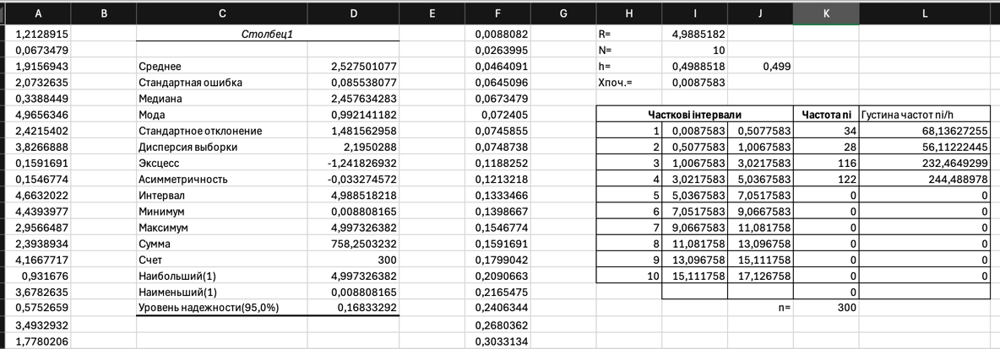 A B C D E F G H I J K L
1,2128915 Столбец1 0,0088082 R= 4,9885182
0,0673479 0,0263995 N= 10
1,9156943 Среднее 2,527501077 0,0464091 h= 0,4988518 0,499
2,0732635 Стандартная ошибка 0,085538077 0,0645096 Xпоч.= 0,0087583
0,3388449 Медиана 2,457634283 0,0673479
4,9656346 Мода 0,992141182 0,072405 Часткові інтервали Частота ni Густина частот ni/h
2,4215402 Стандартное отклонение 1,481562958 0,0745855 1 0,0087583 0,5077583 34 68,13627255
3,8266888 Дисперсия выборки 2,1950288 0,0748738 2 0,5077583 1,0067583 28 56,11222445
0,1591691 Эксцесс -1,241826932 0,1188252 3 1,0067583 3,0217583 116 232,4649299
0,1546774 Асимметричность -0,033274572 0,1213218 4 3,0217583 5,0367583 122 244,488978
4,6632022 Интервал 4,988518218 0,1333466 5 5,0367583 7,0517583 0 0
4,4393977 Минимум 0,008808165 0,1398667 6 7,0517583 9,0667583 0 0
2,9566487 Максимум 4,997326382 0,1546774 7 9,0667583 11,081758 0 0
2,3938934 Сумма 758,2503232 0,1591691 8 11,081758 13,096758 0 0
4,1667717 Счет 300 0,1799042 9 13,096758 15,111758 0 0
0,931676 Наибольший(1) 4,997326382 0,2090663 10 15,111758 17,126758 0 0
3,6782635 Наименьший(1) 0,008808165 0,2165475 0
0,5752659 Уровень надежности(95,0%) 0,16833292 0,2406344 n= 300
3,4932932 0,2680362
1,7780206 0,3033134